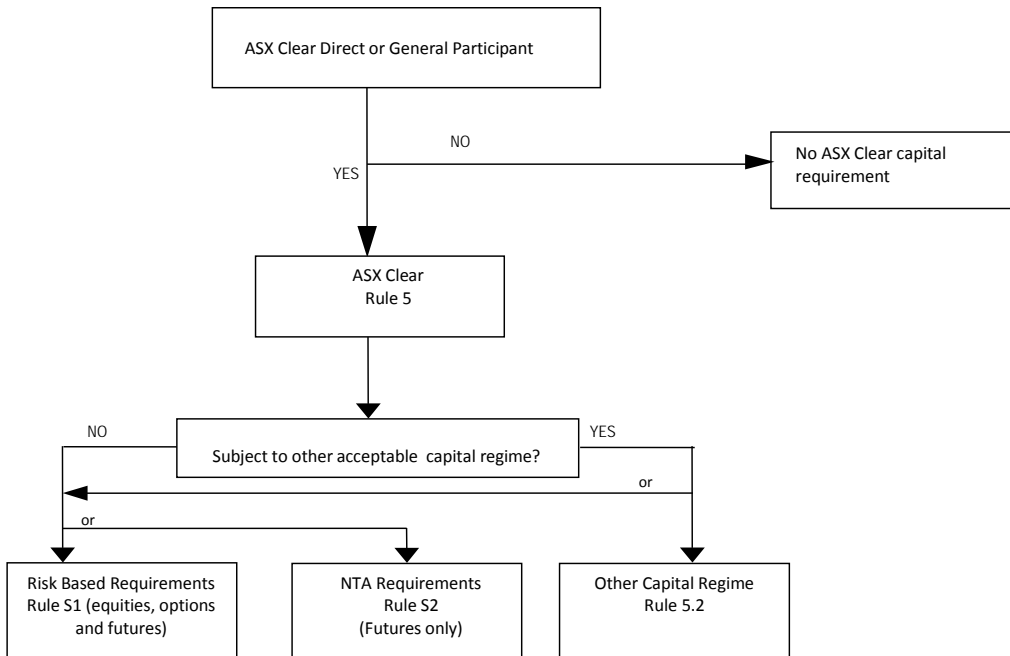 ASX Clear Direct or General Participant
NO
No ASX Clear capital
requirement
YES
ASX Clear
Rule 5
NO
YES
Subject to other acceptable capital regime?
or
or
Risk Based Requirements
Rule S1 (equities, options
and futures)
NTA Requirements
Rule S2
(Futures only)
Other Capital Regime
Rule 5.2